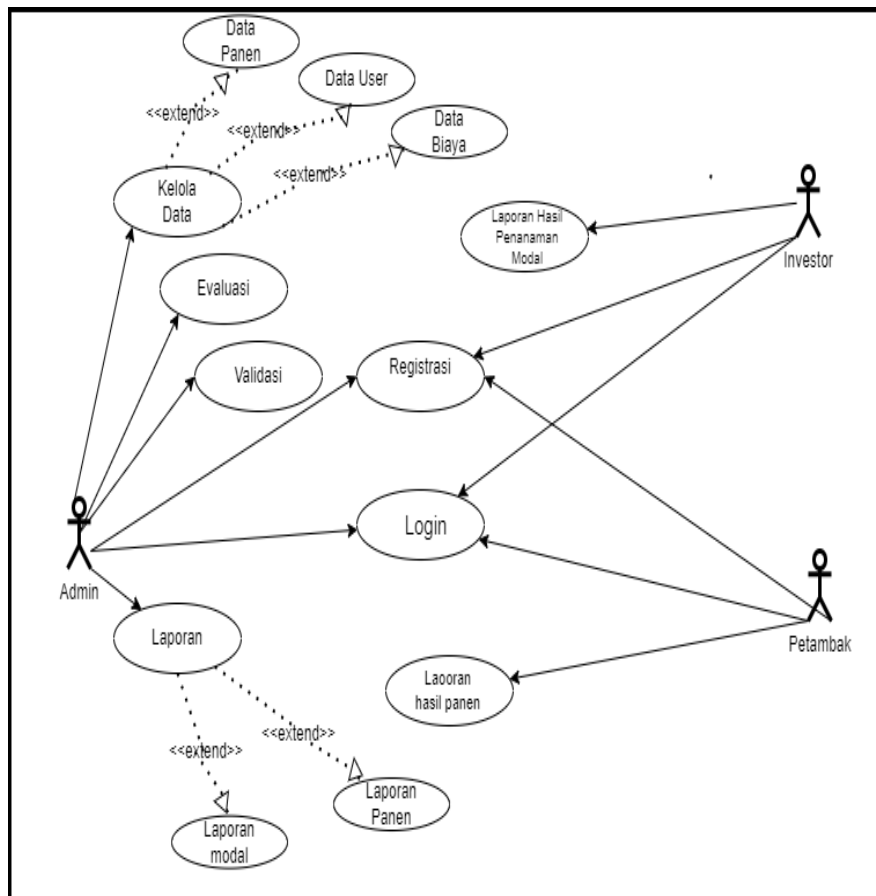 Data
Panen
Data User
<<extend>>
<<extend>>
Data
Biaya
<<extend>>
Kelola
Data
Laporan Hasil
Penanaman
Modal
Investor
Evaluasi
Validasi
Registrasi
Login
Admin
Laporan
Petambak
Laooran
hasil panen
<<extend>>
<<extend>>
Laporan
Panen
Laporan
modal